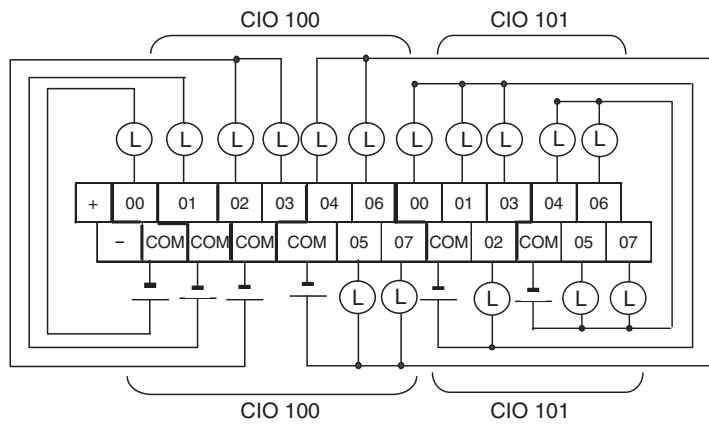 CIO 100 CIO 101
L L L L L L L L L L L
+ 00 01 02 03 04 06 00 01 03 04 06
− COM COM COM COM 05 07 COM 02 COM 05 07
L L L L L
CIO 100 CIO 101